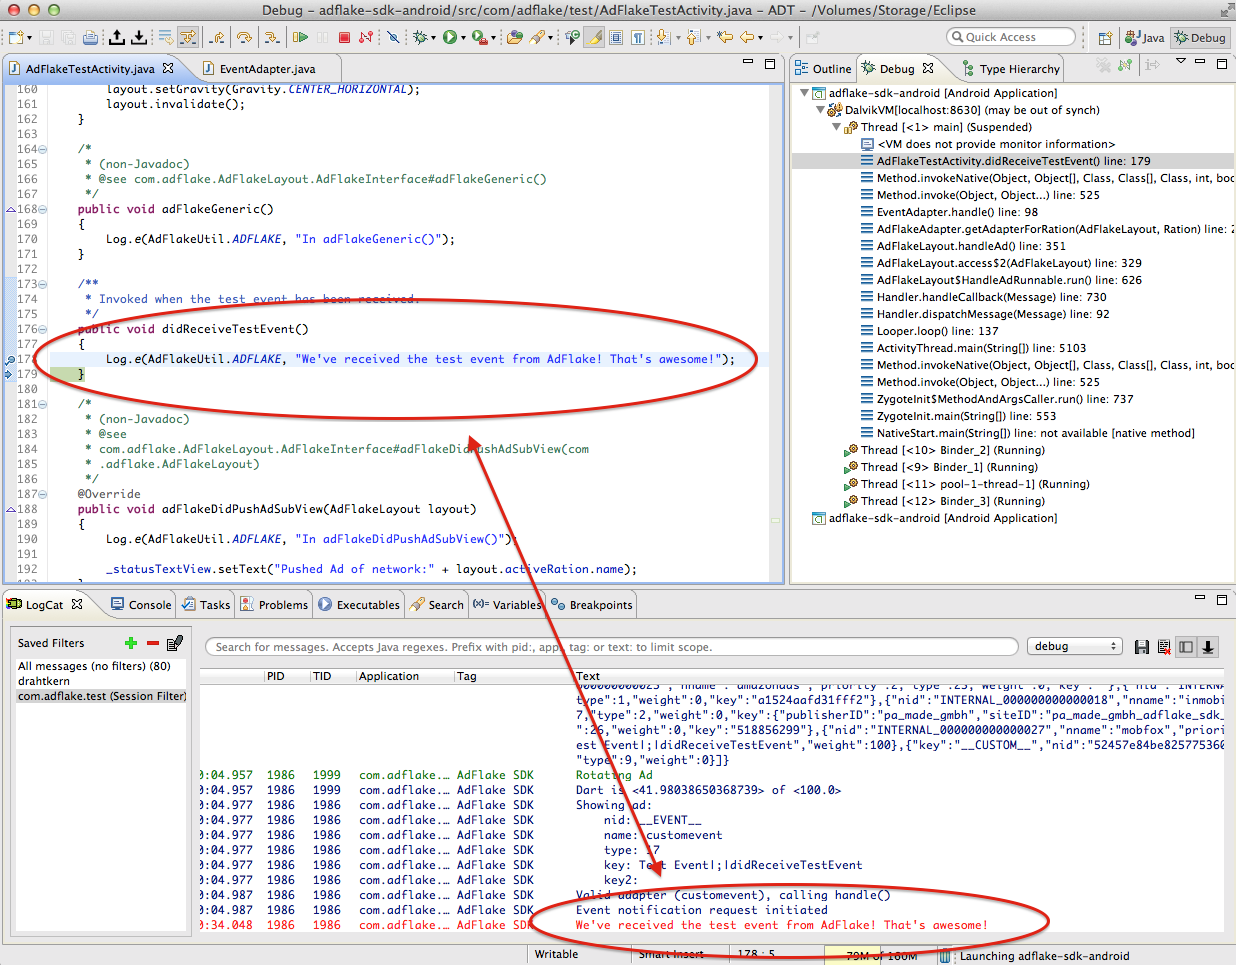 Debug - adflake-sdk-android/src/com/adflake/test/AdFlakeTestActivity.java - ADT - /Volumes/Storage/Eclipse
Quick Access
Java
Debug
AdFlakeTestActivity.java
EventAdapter.java
160 layout.setGravity(Gravity.CENTER_HORIZONTAL);
161 layout.invalidate();
162 }
163
164 /*
165 * (non-Javadoc)
166 * @see com.adflake.AdFlakeLayout.AdFlakeInterface#adFlakeGeneric()
167 */
168 public void adFlakeGeneric()
169 {
170 Log.e(AdFlakeUtil.ADFLAKE, "In adFlakeGeneric()");
171 }
172
173 /**
174 * Invoked when the test event has been received.
175 */
176 public void didReceiveTestEvent()
177 {
178 Log.e(AdFlakeUtil.ADFLAKE, "We've received the test event from AdFlake! That's awesome!");
179 }
180
181 /*
182 * (non-Javadoc)
183 * @see
184 * com.adflake.AdFlakeLayout.AdFlakeInterface#adFlakeDidPushAdSubView(com
185 * .adflake.AdFlakeLayout)
186 */
187 @Override
188 public void adFlakeDidPushAdSubView(AdFlakeLayout layout)
189 {
190 Log.e(AdFlakeUtil.ADFLAKE, "In adFlakeDidPushAdSubView()");
191
192 _statusTextView.setText("Pushed Ad of network:" + layout.activeRation.name);
Outline
Debug
Type Hierarchy
adflake-sdk-android [Android Application]
DalvikVM[localhost:8630] (may be out of synch)
Thread [<1> main] (Suspended)
<VM does not provide monitor information>
AdFlakeTestActivity.didReceiveTestEvent() line: 179
Method.invokeNative(Object, Object[], Class, Class[], Class, int, boo
Method.invoke(Object, Object...) line: 525
EventAdapter.handle() line: 98
AdFlakeAdapter.getAdapterForRation(AdFlakeLayout, Ration) line: 2
AdFlakeLayout.handleAd() line: 351
AdFlakeLayout.access$2(AdFlakeLayout) line: 329
AdFlakeLayout$HandleAdRunnable.run() line: 626
Handler.handleCallback(Message) line: 730
Handler.dispatchMessage(Message) line: 92
Looper.loop() line: 137
ActivityThread.main(String[]) line: 5103
Method.invokeNative(Object, Object[], Class, Class[], Class, int, boo
Method.invoke(Object, Object...) line: 525
ZygoteInit$MethodAndArgsCaller.run() line: 737
ZygoteInit.main(String[]) line: 553
NativeStart.main(String[]) line: not available [native method]
Thread [<10> Binder_2] (Running)
Thread [<9> Binder_1] (Running)
Thread [<11> pool-1-thread-1] (Running)
Thread [<12> Binder_3] (Running)
adflake-sdk-android [Android Application]
LogCat
Console
Tasks
Problems
Executables
Search
(x)= Variables
Breakpoints
Saved Filters
All messages (no filters) (80)
drahtkern
com.adflake.test (Session Filter)
Search for messages. Accepts Java regexes. Prefix with pid:, app:, tag: or text: to limit scope.
debug
PID TID Application Tag Text
type":1,"weight":0,"key":"a1524aafd31fff2"},{"nid":"INTERNAL_000000000000018","nname":"inmobi
7,"type":2,"weight":0,"key":{"publisherID":"pa_made_gmbh","siteID":"pa_made_gmbh_adflake_sdk_
":26,"weight":0,"key":"518856299"},{"nid":"INTERNAL_000000000000027","nname":"mobfox","prior
est Event|;|didReceiveTestEvent","weight":100},{"key":"__CUSTOM__","nid":"52457e84be825775360
"type":9,"weight":0}]}
0:04.957 1986 1999 com.adflake.... AdFlake SDK Rotating Ad
0:04.957 1986 1999 com.adflake.... AdFlake SDK Dart is <41.98038650368739> of <100.0>
0:04.977 1986 1986 com.adflake.... AdFlake SDK Showing ad:
0:04.977 1986 1986 com.adflake.... AdFlake SDK nid: __EVENT__
0:04.977 1986 1986 com.adflake.... AdFlake SDK name: customevent
0:04.977 1986 1986 com.adflake.... AdFlake SDK type: 17
0:04.977 1986 1986 com.adflake.... AdFlake SDK key: Test Event|;|didReceiveTestEvent
0:04.977 1986 1986 com.adflake.... AdFlake SDK key2:
0:04.987 1986 1986 com.adflake.... AdFlake SDK Valid adapter (customevent), calling handle()
0:04.987 1986 1986 com.adflake.... AdFlake SDK Event notification request initiated
0:34.048 1986 1986 com.adflake.... AdFlake SDK We've received the test event from AdFlake! That's awesome!
Writable
Smart Insert
178 : 5
79M of 160M
Launching adflake-sdk-android